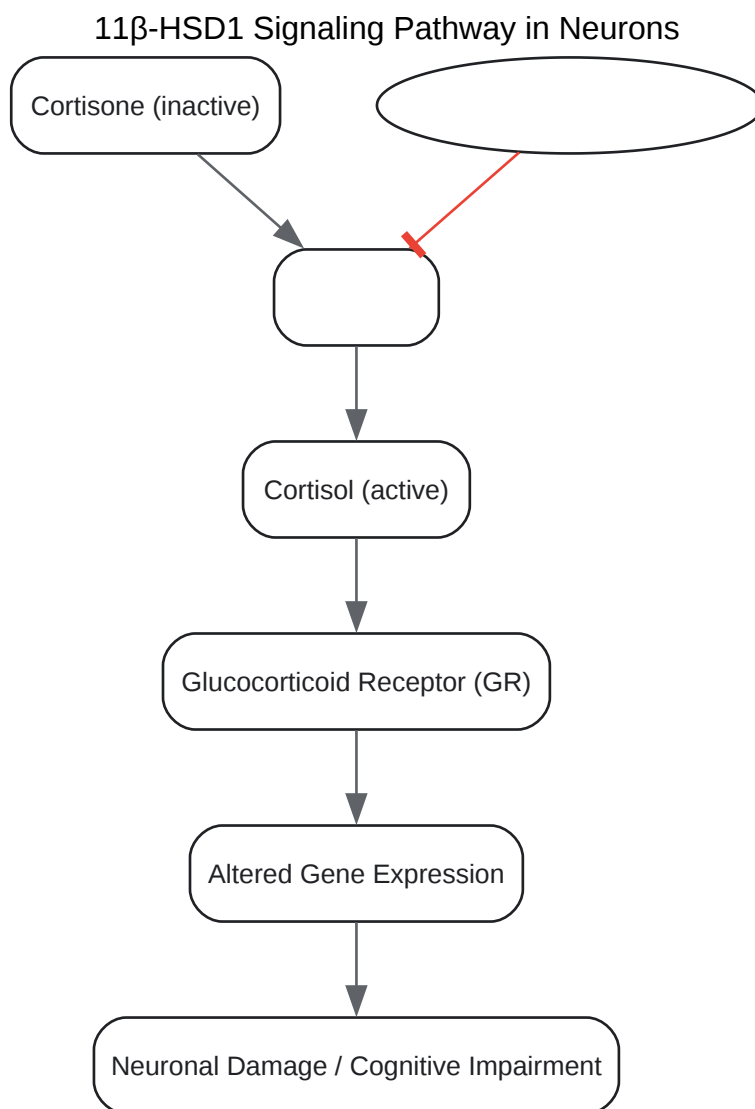 11β-HSD1 Signaling Pathway in Neurons
Cortisone (inactive)
Cortisol (active)
Glucocorticoid Receptor (GR)
Altered Gene Expression
Neuronal Damage / Cognitive Impairment